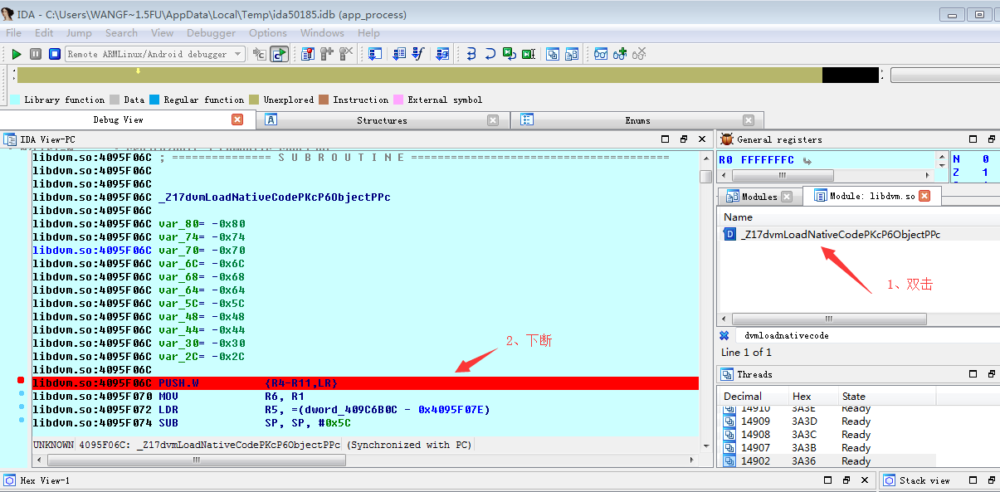 IDA - C:\Users\WANGF~1.5FU\AppData\Local\Temp\ida50185.idb (app_process)
File Edit Jump Search View Debugger Options Windows Help
Remote ARMLinux/Android debugger
Library function Data Regular function Unexplored Instruction External symbol
Debug View Structures Enums
IDA View-PC
libdvm.so:4095F06C ; =============== S U B R O U T I N E =======================================
libdvm.so:4095F06C
libdvm.so:4095F06C
libdvm.so:4095F06C _Z17dvmLoadNativeCodePKcP6ObjectPPc
libdvm.so:4095F06C
libdvm.so:4095F06C var_80= -0x80
libdvm.so:4095F06C var_74= -0x74
libdvm.so:4095F06C var_70= -0x70
libdvm.so:4095F06C var_6C= -0x6C
libdvm.so:4095F06C var_68= -0x68
libdvm.so:4095F06C var_64= -0x64
libdvm.so:4095F06C var_5C= -0x5C
libdvm.so:4095F06C var_48= -0x48
libdvm.so:4095F06C var_44= -0x44
libdvm.so:4095F06C var_30= -0x30
libdvm.so:4095F06C var_2C= -0x2C
libdvm.so:4095F06C
libdvm.so:4095F06C PUSH.W {R4-R11,LR}
libdvm.so:4095F070 MOV R6, R1
libdvm.so:4095F072 LDR R5, =(dword_409C6B0C - 0x4095F07E)
libdvm.so:4095F074 SUB SP, SP, #0x5C
2、下断
UNKNOWN 4095F06C: _Z17dvmLoadNativeCodePKcP6ObjectPPc (Synchronized with PC)
General registers
R0 FFFFFFFC
N 0
Z 1
Modules Module: libdvm.so
Name
_Z17dvmLoadNativeCodePKcP6ObjectPPc
1、双击
dvmloadnativecode
Line 1 of 1
Threads
Decimal Hex State
14910 3A3E Ready
14909 3A3D Ready
14908 3A3C Ready
14907 3A3B Ready
14902 3A36 Ready
Hex View-1
Stack view